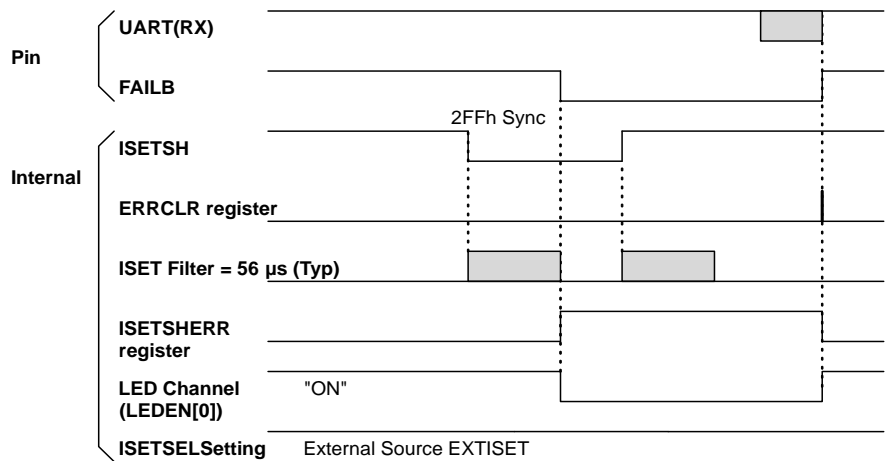 UART(RX)
Pin
FAILB
2FFh Sync
ISETSH
Internal
ERRCLR register
ISET Filter = 56 µs (Typ)
ISETSHERR
register
LED Channel "ON"
(LEDEN[0])
ISETSELSetting External Source EXTISET